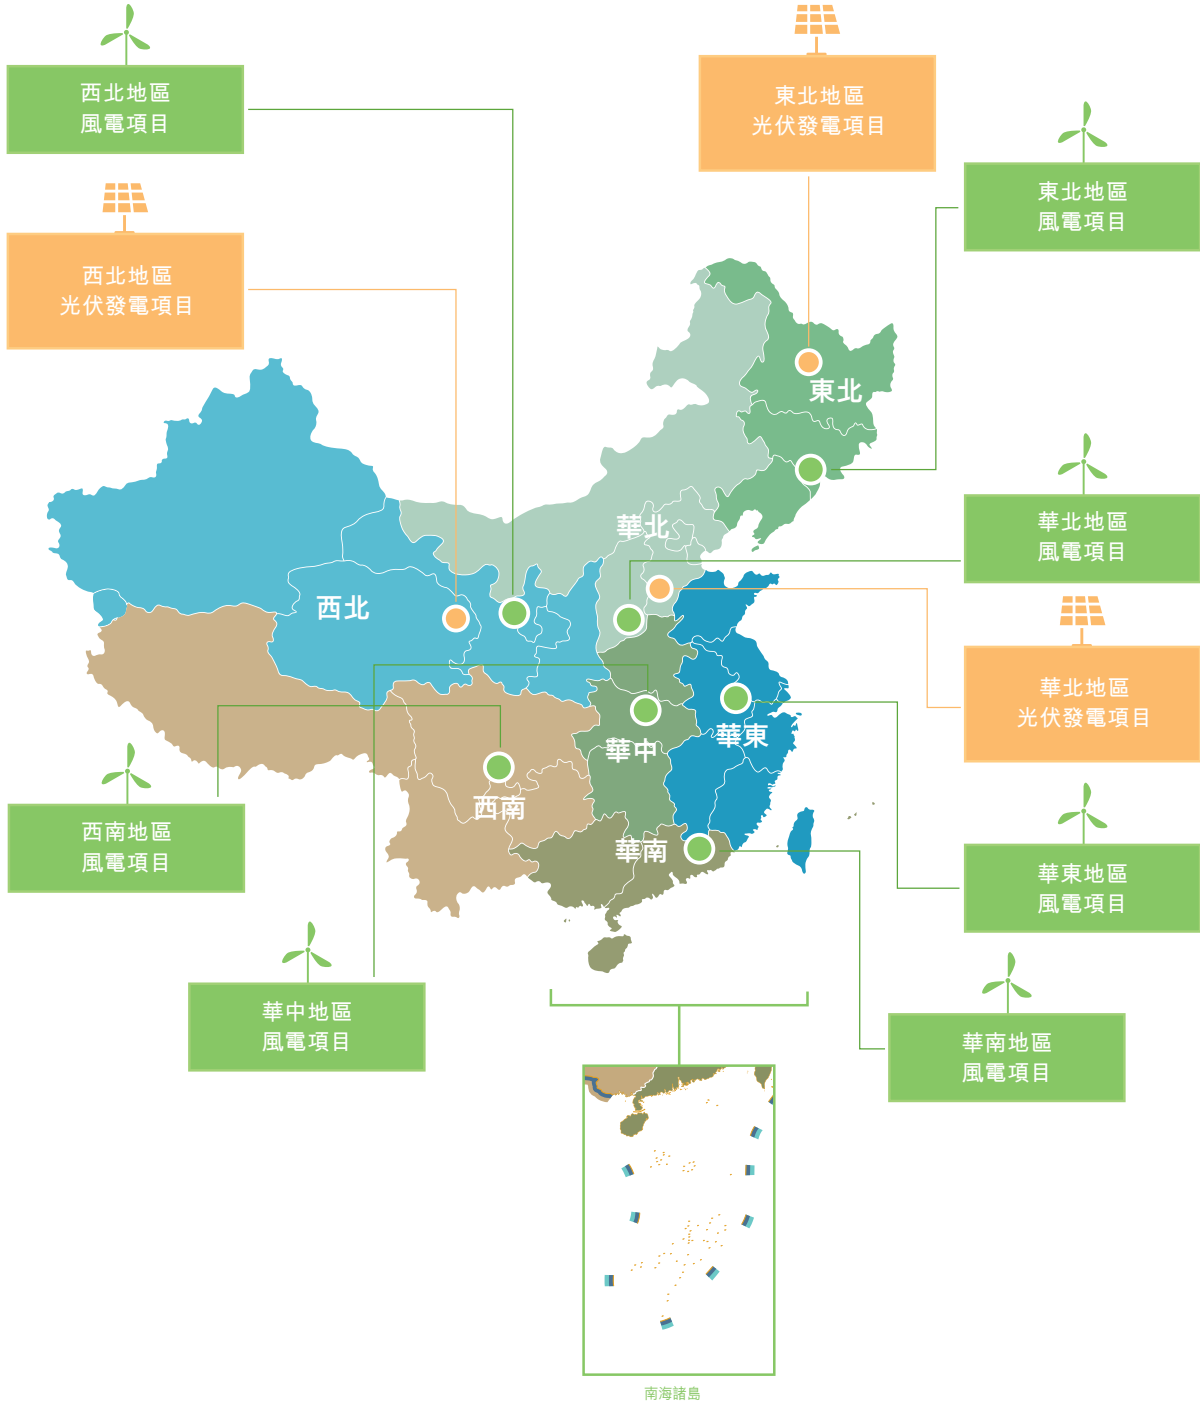 西北地區
風電項目
東北地區
光伏發電項目
東北地區
風電項目
西北地區
光伏發電項目
東北
華北地區
風電項目
華北
西北
華北地區
光伏發電項目
華東
華中
西南
西南地區
風電項目
華南
華東地區
風電項目
華中地區
風電項目
華南地區
風電項目
南海諸島